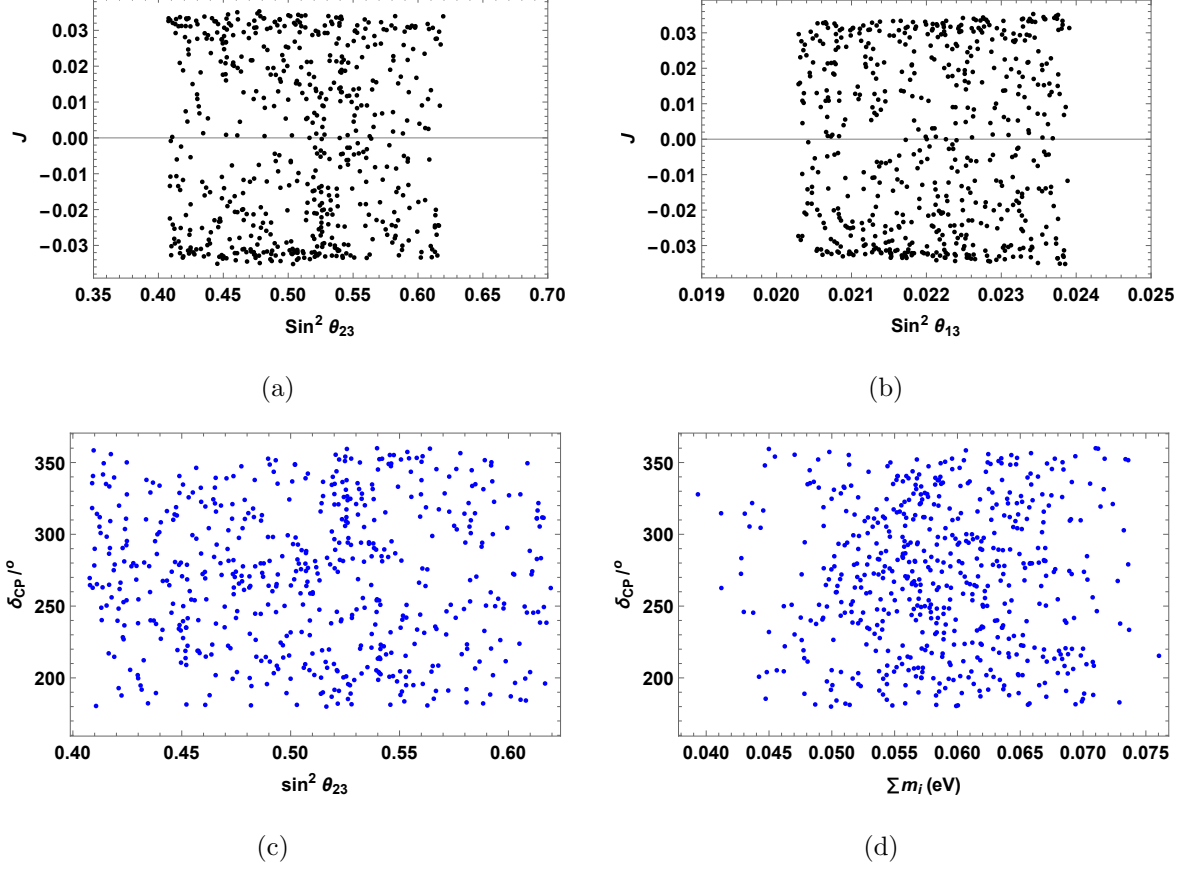 0.03
0.02
0.01
0.00
−0.01
−0.02
−0.03
J
0.35 0.40 0.45 0.50 0.55 0.60 0.65 0.70
Sin² θ₂₃
(a)
0.03
0.02
0.01
0.00
−0.01
−0.02
−0.03
J
0.019 0.020 0.021 0.022 0.023 0.024 0.025
Sin² θ₁₃
(b)
350
300
250
200
δCP/°
0.40 0.45 0.50 0.55 0.60
sin² θ₂₃
(c)
350
300
250
200
δCP/°
0.040 0.045 0.050 0.055 0.060 0.065 0.070 0.075
∑mᵢ (eV)
(d)